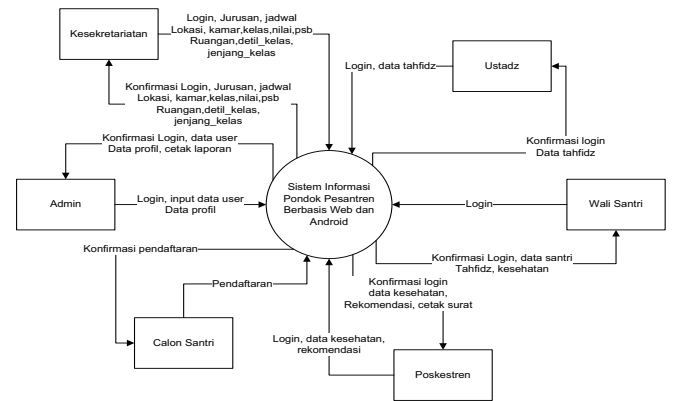 Kesekretariatan
Login, Jurusan, jadwal
Lokasi, kamar,kelas,nilai,psb
Ruangan,detil_kelas,
jenjang_kelas
Konfirmasi Login, Jurusan, jadwal
Lokasi, kamar,kelas,nilai,psb
Ruangan,detil_kelas,
jenjang_kelas
Login, data tahfidz
Ustadz
Konfirmasi login
Data tahfidz
Konfirmasi Login, data user
Data profil, cetak laporan
Admin
Login, input data user
Data profil
Sistem Informasi
Pondok Pesantren
Berbasis Web dan
Android
Login
Wali Santri
Konfirmasi pendaftaran
Konfirmasi Login, data santri
Tahfidz, kesehatan
Pendaftaran
Konfirmasi login
data kesehatan,
Rekomendasi, cetak surat
Calon Santri
Login, data kesehatan,
rekomendasi
Poskestren